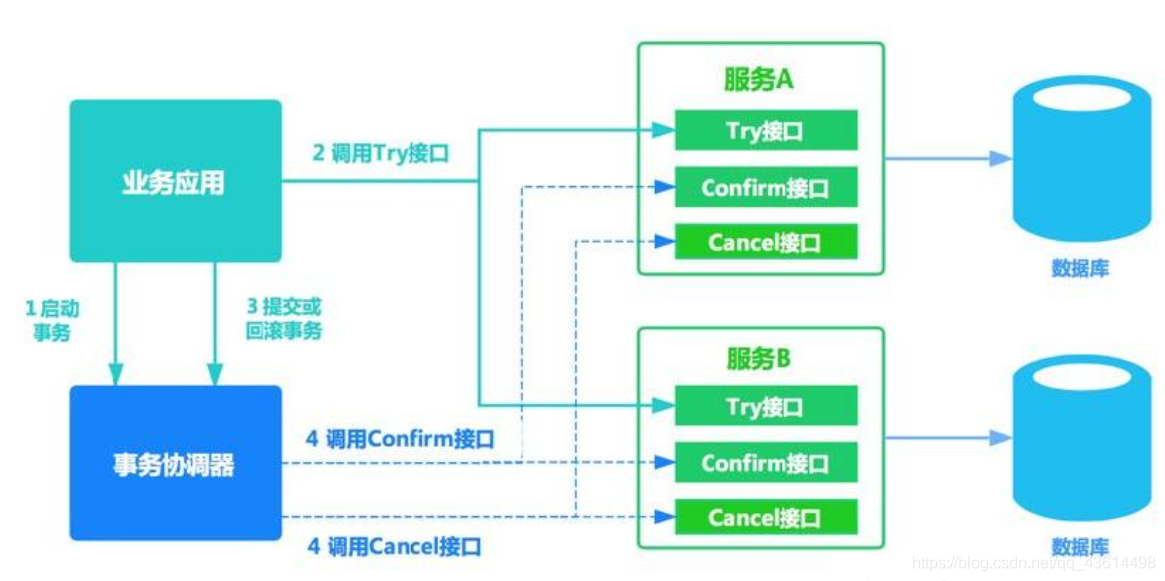 服务A
Try接口
2 调用Try接口
业务应用
Confirm接口
Cancel接口
数据库
1 启动
事务
3 提交或
回滚事务
服务B
Try接口
4 调用Confirm接口
事务协调器
Confirm接口
Cancel接口
4 调用Cancel接口
数据库
https://blog.csdn.net/qq_43614498